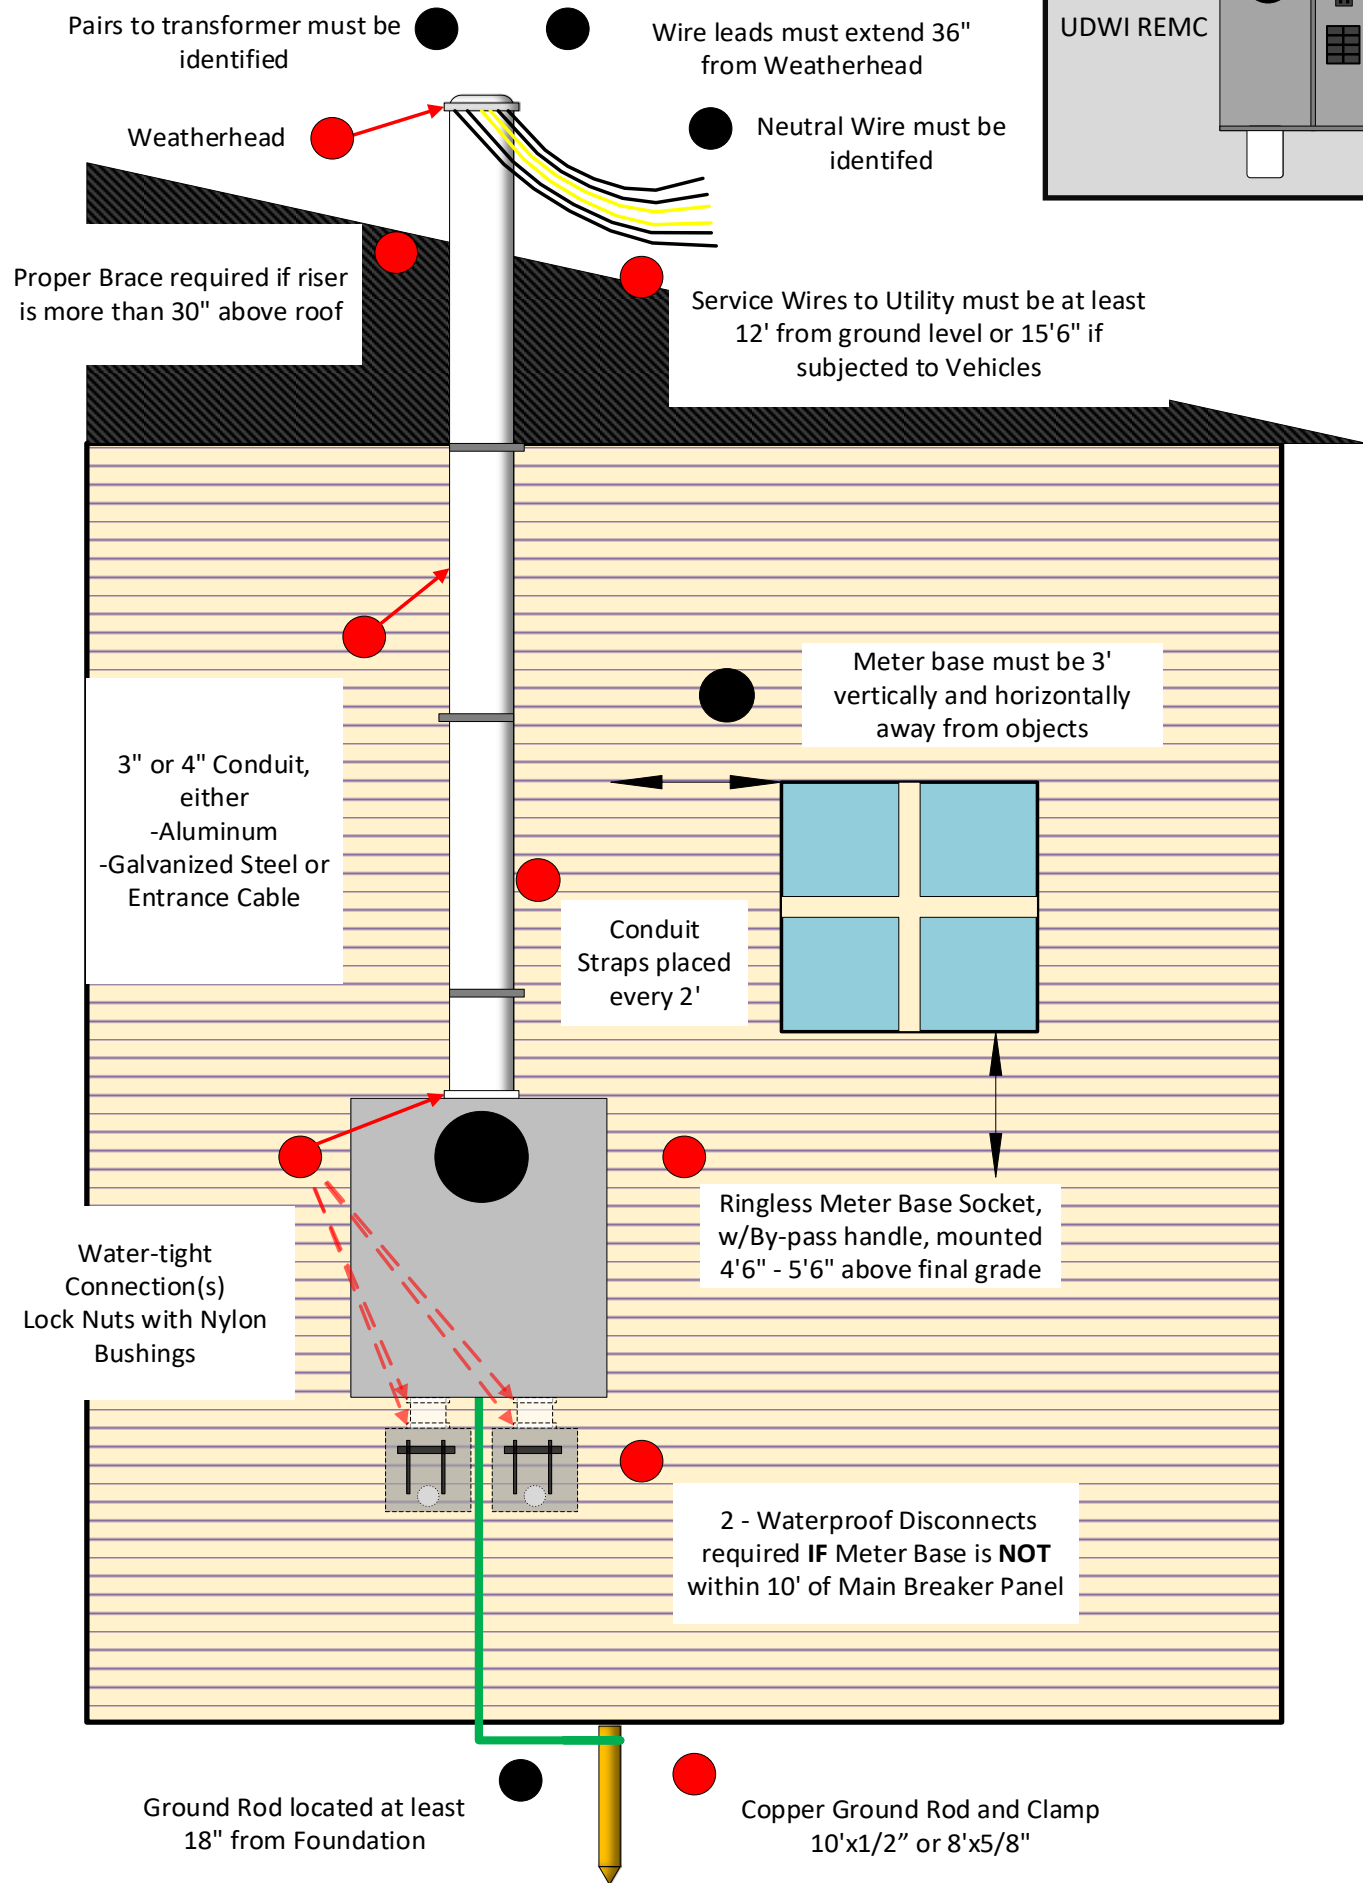 Pairs to transformer must be
identified
Wire leads must extend 36"
from Weatherhead
UDWI REMC
Weatherhead
Neutral Wire must be
identifed
Proper Brace required if riser
is more than 30" above roof
Service Wires to Utility must be at least
12' from ground level or 15'6" if
subjected to Vehicles
Meter base must be 3'
vertically and horizontally
away from objects
3" or 4" Conduit,
either
-Aluminum
-Galvanized Steel or
Entrance Cable
Conduit
Straps placed
every 2'
Ringless Meter Base Socket,
w/By-pass handle, mounted
4'6" - 5'6" above final grade
Water-tight
Connection(s)
Lock Nuts with Nylon
Bushings
2 - Waterproof Disconnects
required IF Meter Base is NOT
within 10' of Main Breaker Panel
Ground Rod located at least
18" from Foundation
Copper Ground Rod and Clamp
10'x1/2” or 8'x5/8"